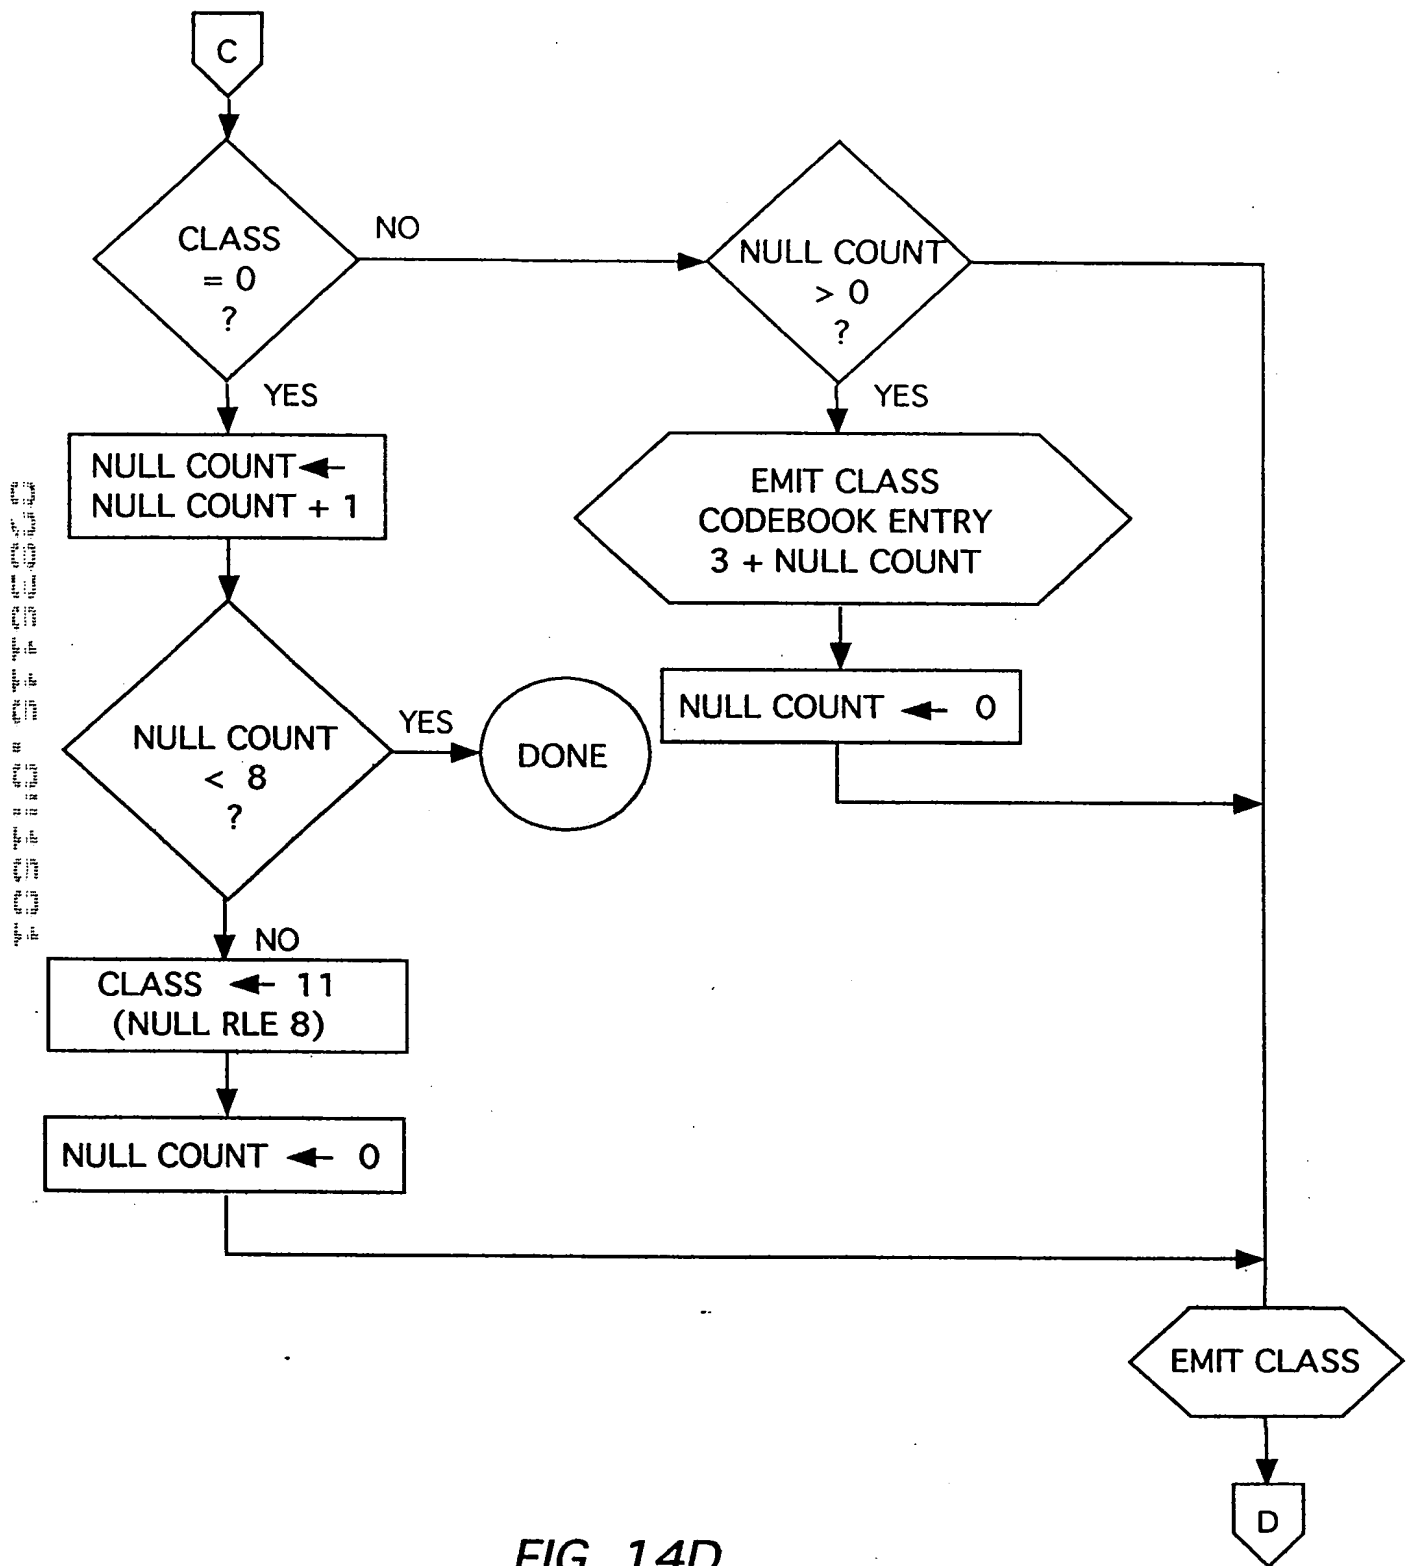 C
CLASS
= 0
?
NO
NULL COUNT
> 0
?
YES
YES
NULL COUNT ←
NULL COUNT + 1
EMIT CLASS
CODEBOOK ENTRY
3 + NULL COUNT
NULL COUNT
< 8
?
YES
DONE
NULL COUNT ← 0
NO
CLASS ← 11
(NULL RLE 8)
NULL COUNT ← 0
EMIT CLASS
D
FIG. 14D